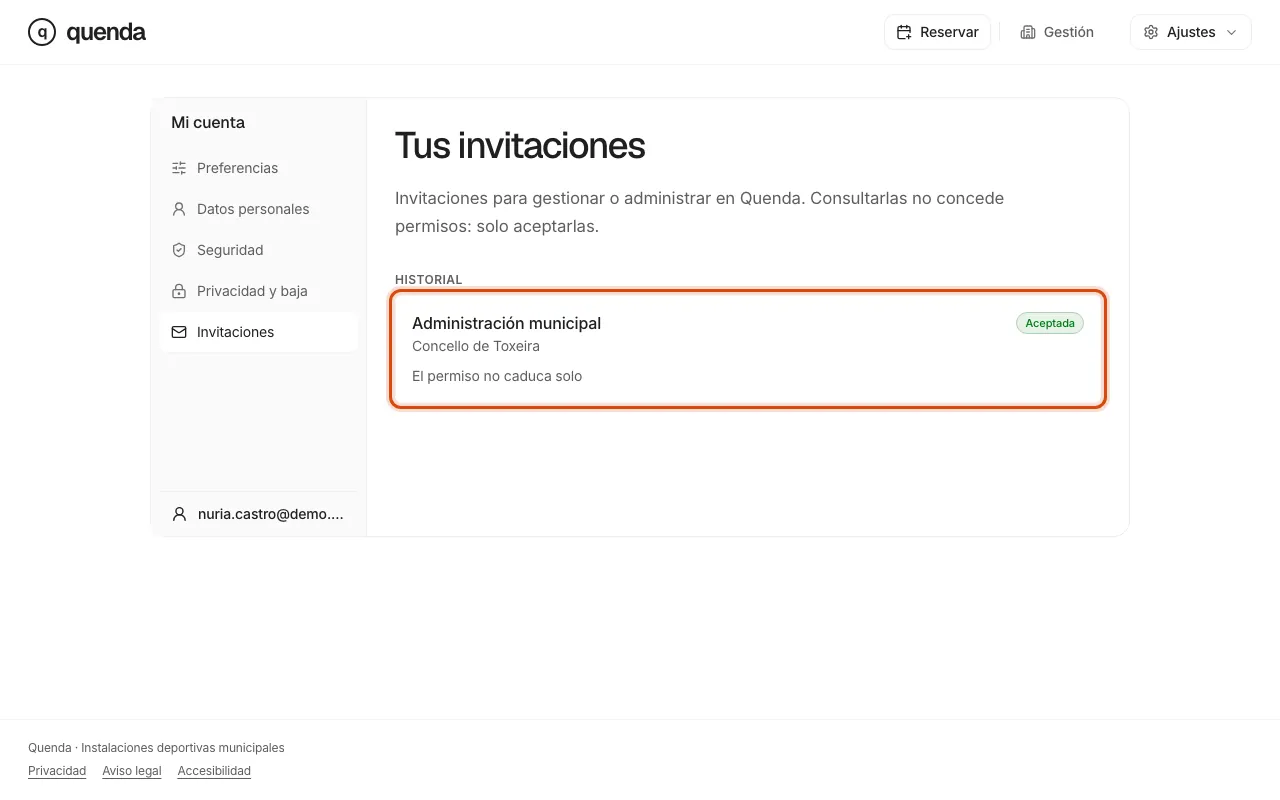 q quenda
Reservar
Gestión
Ajustes
Mi cuenta
Preferencias
Datos personales
Seguridad
Privacidad y baja
Invitaciones
nuria.castro@demo....
Tus invitaciones
Invitaciones para gestionar o administrar en Quenda. Consultarlas no concede
permisos: solo aceptarlas.
HISTORIAL
Administración municipal
Aceptada
Concello de Toxeira
El permiso no caduca solo
Quenda · Instalaciones deportivas municipales
Privacidad Aviso legal Accesibilidad